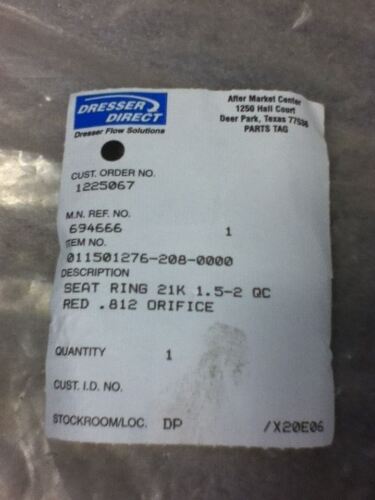 DRESSER
DIRECT
Dresser Flow Solutions
After Market Center
1250 Hall Court
Deer Park, Texas 77536
PARTS TAG
CUST. ORDER NO.
1225067
M.N. REF. NO.
694666 1
ITEM NO.
011501276-208-0000
DESCRIPTION
SEAT RING 21K 1.5-2 QC
RED .812 ORIFICE
QUANTITY 1
CUST. I.D. NO.
STOCKROOM/LOC. DP /X20E06